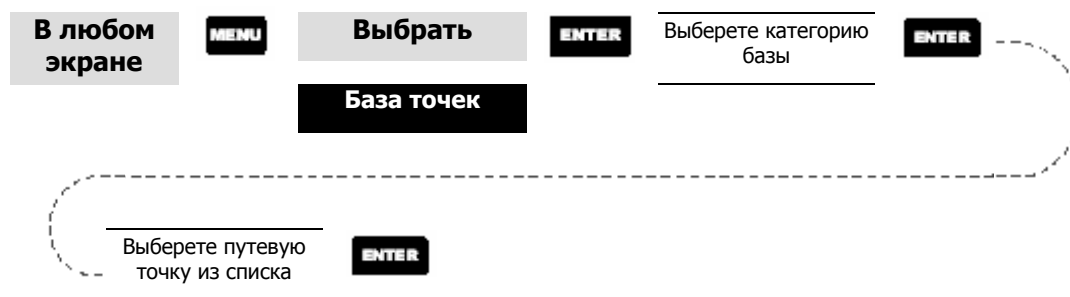 В любом
экране
MENU
Выбрать
База точек
ENTER
Выберете категорию
базы
ENTER
Выберете путевую
точку из списка
ENTER